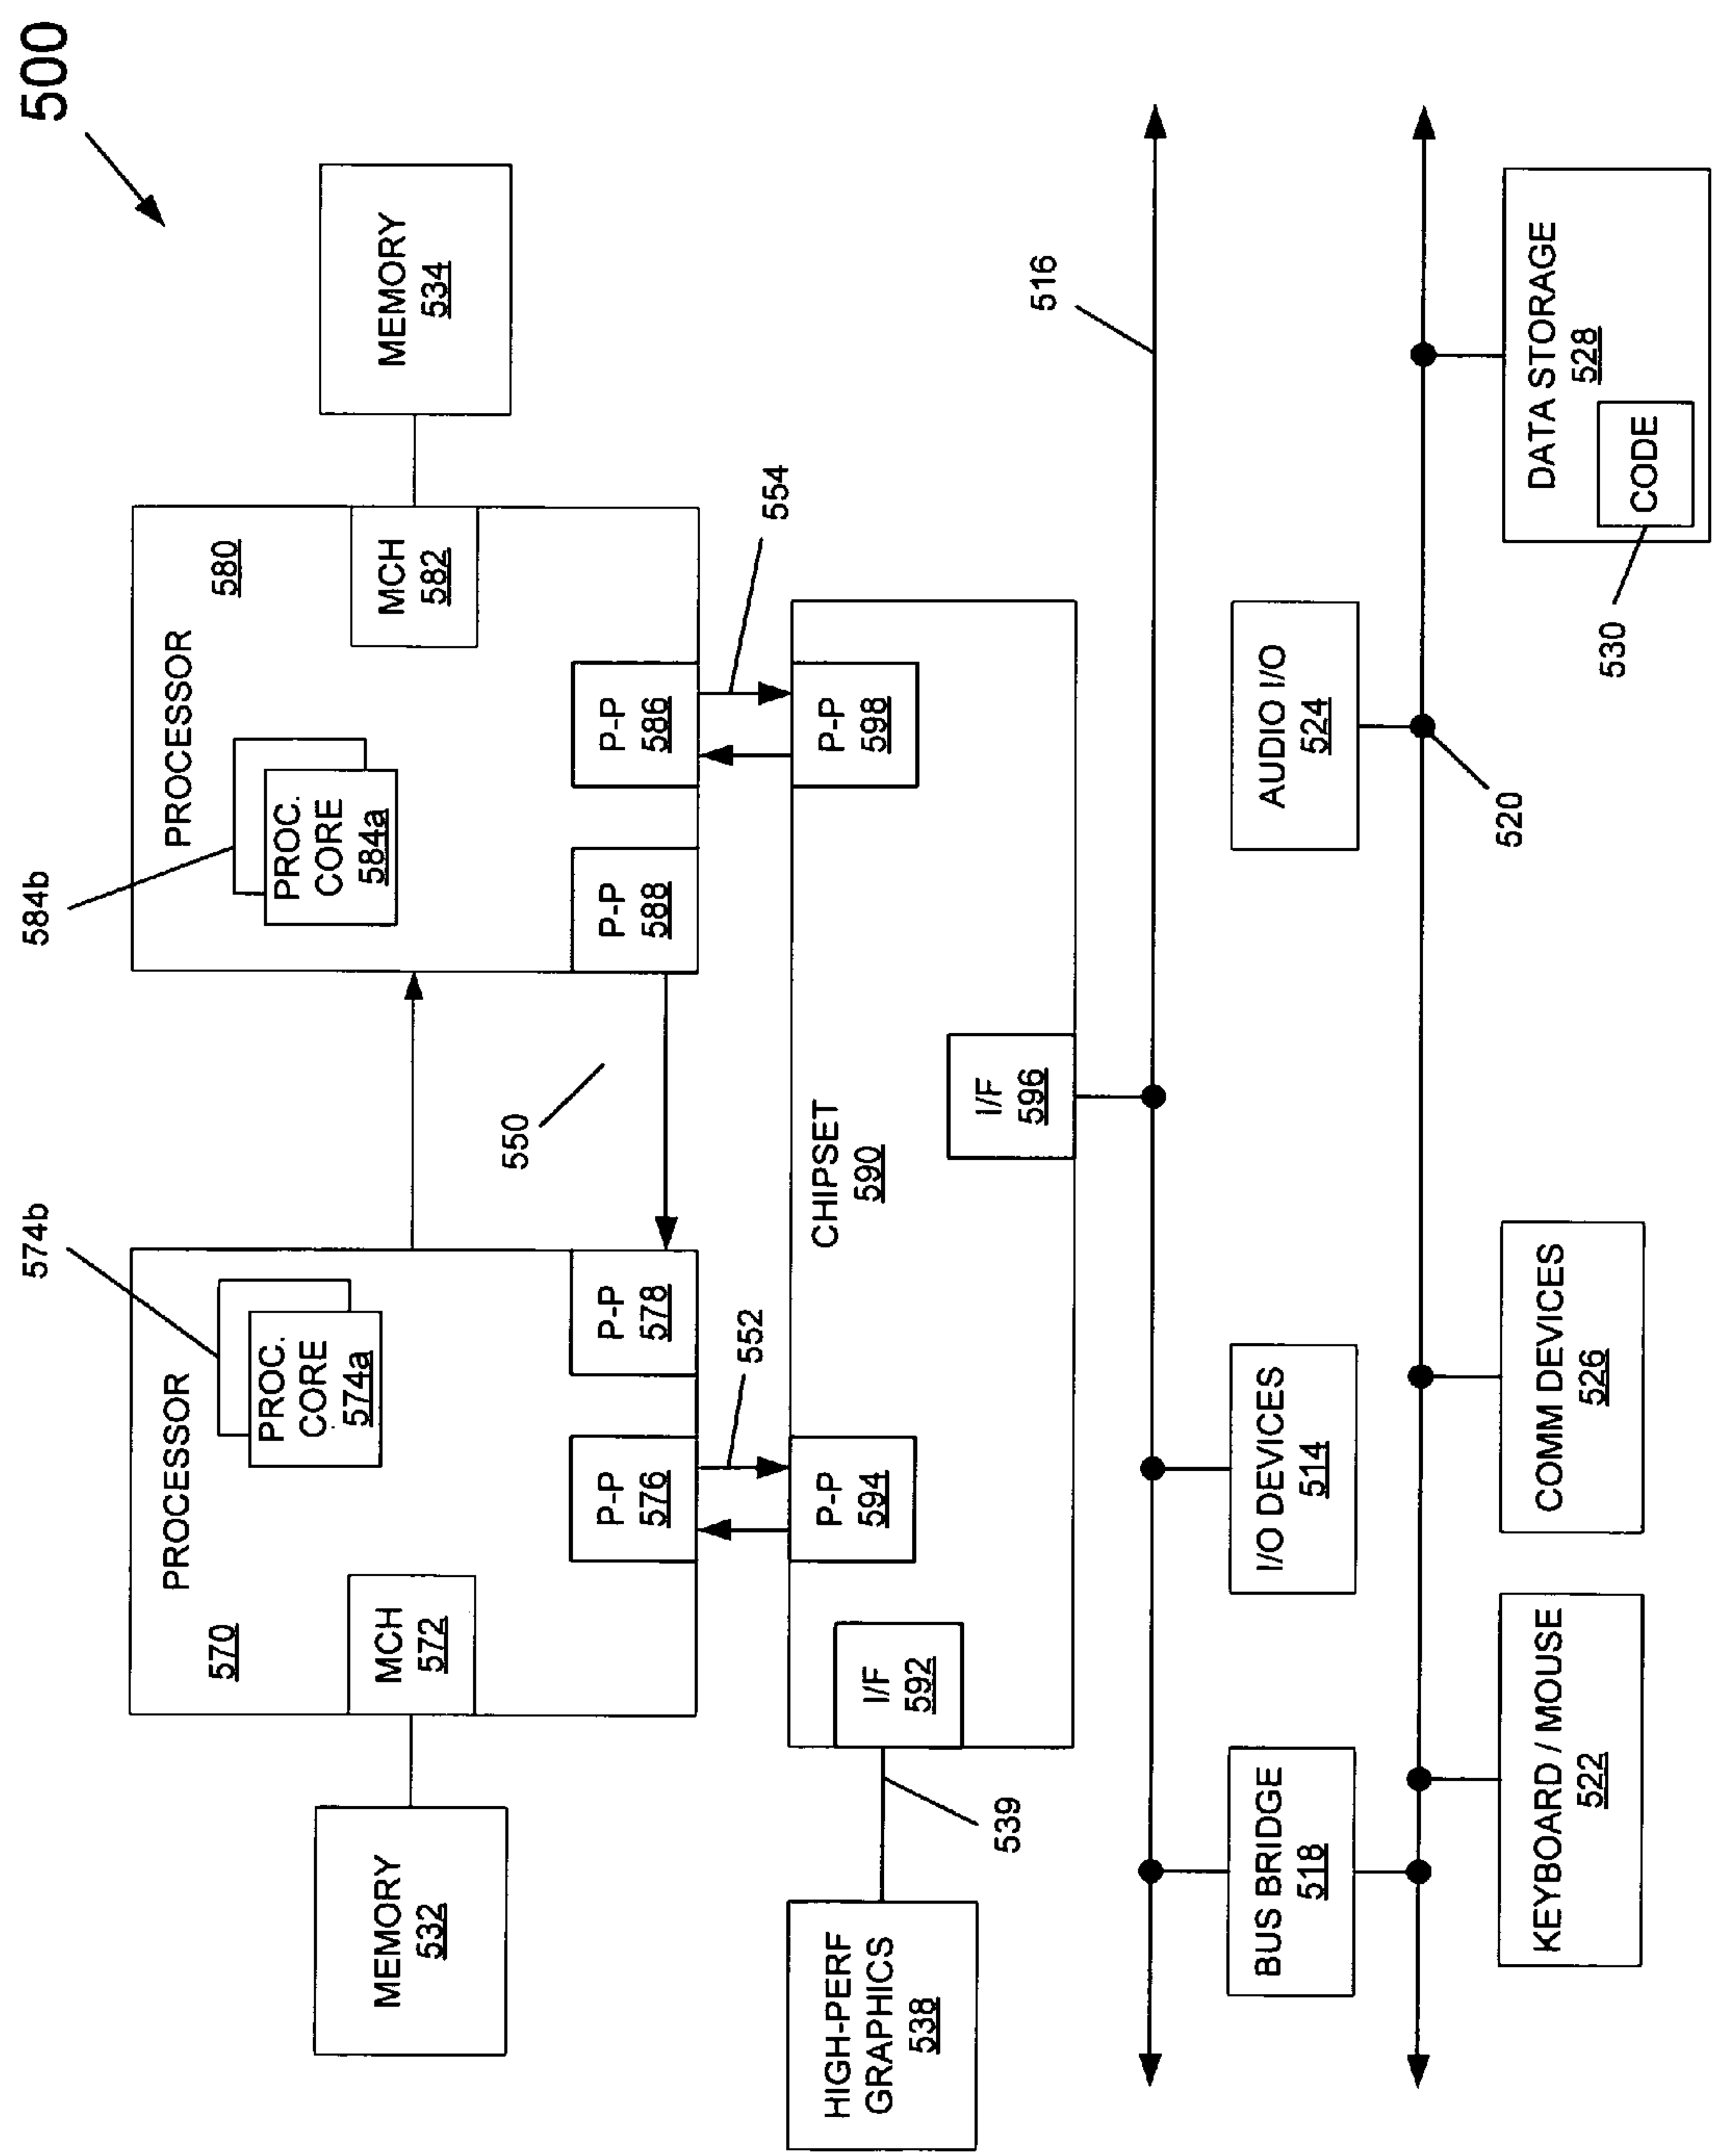 500
584b
574b
PROCESSOR
570
PROC.
CORE
574a
PROCESSOR
580
PROC.
CORE
584a
MEMORY
532
MCH
572
MCH
582
MEMORY
534
550
P-P
576
P-P
578
P-P
588
P-P
586
552
554
HIGH-PERF
GRAPHICS
538
539
I/F
592
P-P
594
CHIPSET
590
P-P
598
I/F
596
516
BUS BRIDGE
518
I/O DEVICES
514
AUDIO I/O
524
520
KEYBOARD / MOUSE
522
COMM DEVICES
526
DATA STORAGE
528
CODE
530